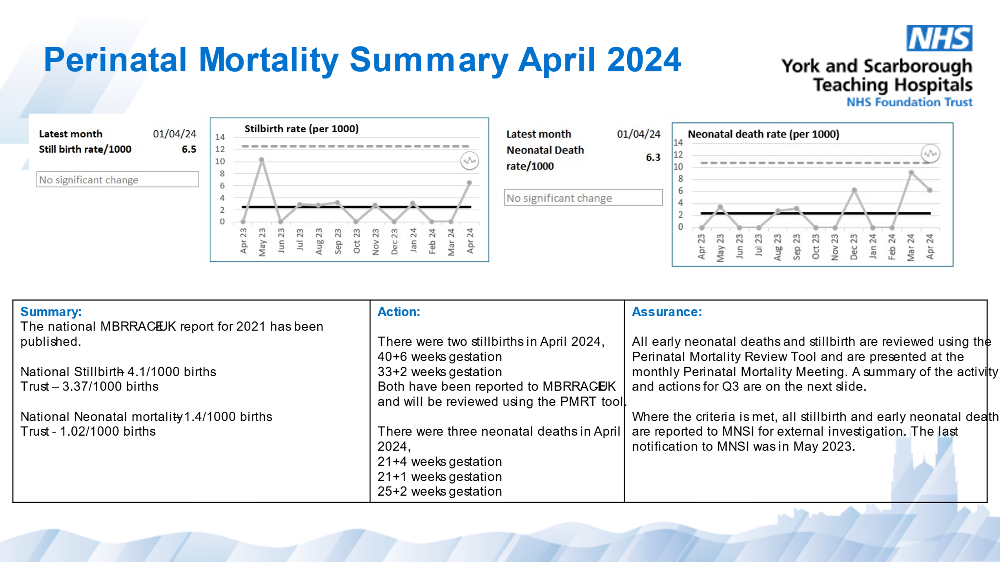 Perinatal Mortality Summary April 2024
NHS
York and Scarborough
Teaching Hospitals
NHS Foundation Trust
Latest month 01/04/24
Still birth rate/1000 6.5
No significant change
Stilbirth rate (per 1000)
14
12
10
8
6
4
2
0
Apr 23 May 23 Jun 23 Jul 23 Aug 23 Sep 23 Oct 23 Nov 23 Dec 23 Jan 24 Feb 24 Mar 24 Apr 24
Latest month 01/04/24
Neonatal Death
rate/1000 6.3
No significant change
Neonatal death rate (per 1000)
14
12
10
8
6
4
2
0
Apr 23 May 23 Jun 23 Jul 23 Aug 23 Sep 23 Oct 23 Nov 23 Dec 23 Jan 24 Feb 24 Mar 24 Apr 24
Summary:
The national MBRRACE-UK report for 2021 has been
published.
National Stillbirth – 4.1/1000 births
Trust – 3.37/1000 births
National Neonatal mortality – 1.4/1000 births
Trust - 1.02/1000 births
Action:
There were two stillbirths in April 2024,
40+6 weeks gestation
33+2 weeks gestation
Both have been reported to MBRRACE-UK
and will be reviewed using the PMRT tool.
There were three neonatal deaths in April
2024,
21+4 weeks gestation
21+1 weeks gestation
25+2 weeks gestation
Assurance:
All early neonatal deaths and stillbirth are reviewed using the
Perinatal Mortality Review Tool and are presented at the
monthly Perinatal Mortality Meeting. A summary of the activity
and actions for Q3 are on the next slide.
Where the criteria is met, all stillbirth and early neonatal death
are reported to MNSI for external investigation. The last
notification to MNSI was in May 2023.